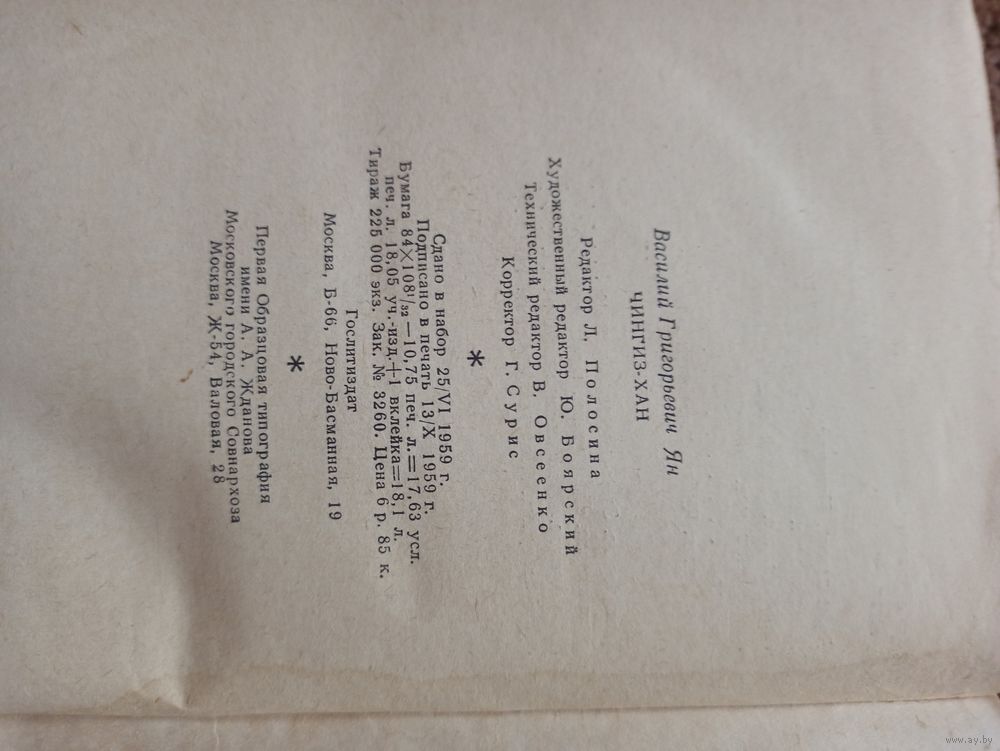 Василий Григорьевич Ян
ЧИНГИЗ-ХАН
Редактор Л. Полосина
Художественный редактор Ю. Боярский
Технический редактор В. Овсеенко
Корректор Г. Сурис
*
Сдано в набор 25/VI 1959 г.
Подписано в печать 13/X 1959 г.
Бумага 84×108¹/₃₂—10,75 печ. л.=17,63 усл.
печ. л. 18,05 уч.-изд.+1 вклейка=18,1 л.
Тираж 225 000 экз. Зак. № 3260. Цена 6 р. 85 к.
Гослитиздат
Москва, Б-66, Ново-Басманная, 19
*
Первая Образцовая типография
имени А. А. Жданова
Московского городского Совнархоза
Москва, Ж-54, Валовая, 28
www.ay.by